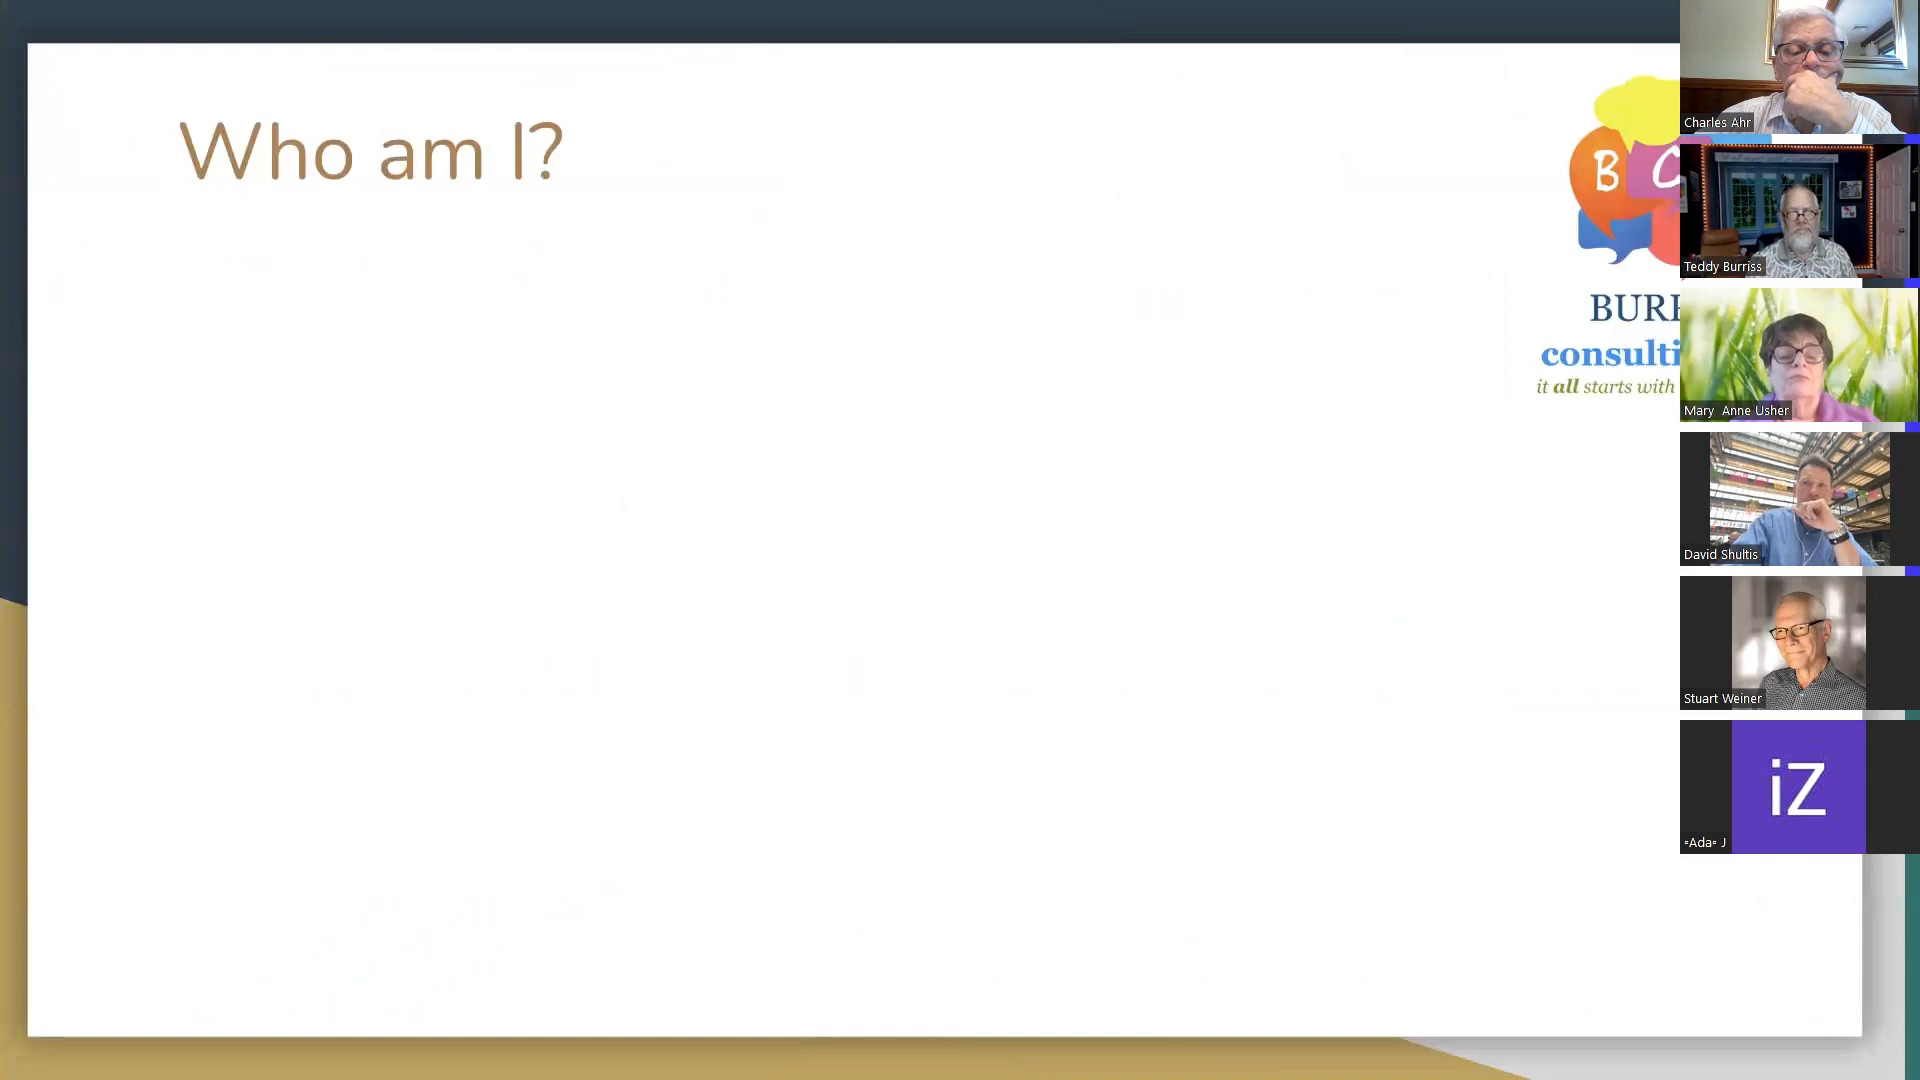 Who am I?
B C
BURR
consulti
it all starts with
Charles Ahr
Teddy Burriss
Mary Anne Usher
David Shultis
Stuart Weiner
iZ
▫Ada▫ J